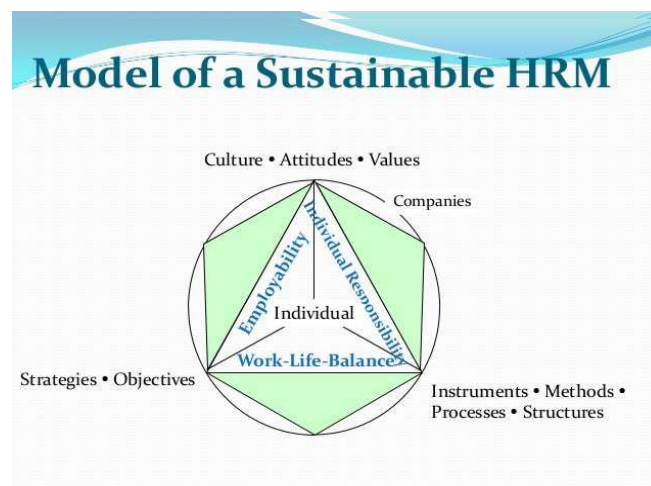 Model of a Sustainable HRM
Culture • Attitudes • Values
Companies
Employability
Individual Responsibility
Individual
Work-Life-Balance
Strategies • Objectives
Instruments • Methods •
Processes • Structures